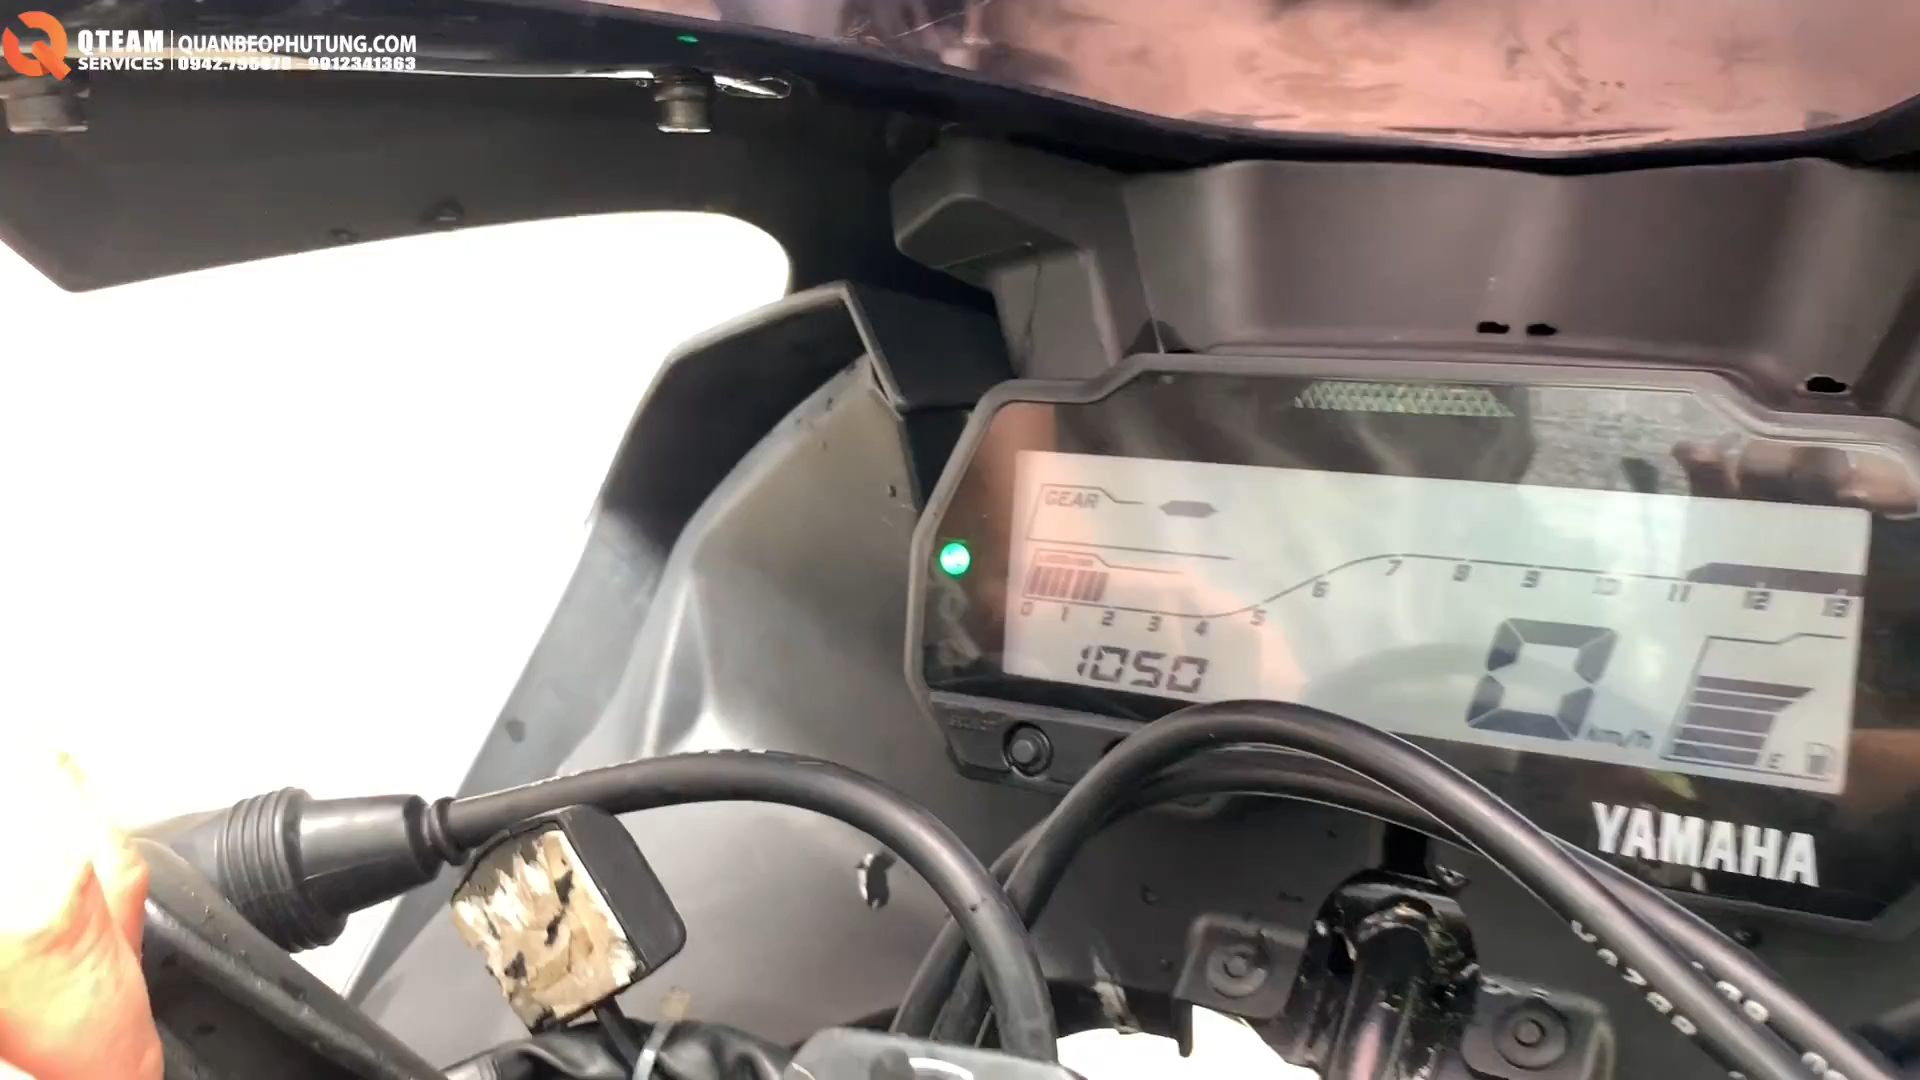 QTEAM
SERVICES
QUANBEOPHUTUNG.COM
GEAR
0 1 2 3 4 5 6 7 8 9 10 11 12 13
1050
0
km/h
E
YAMAHA